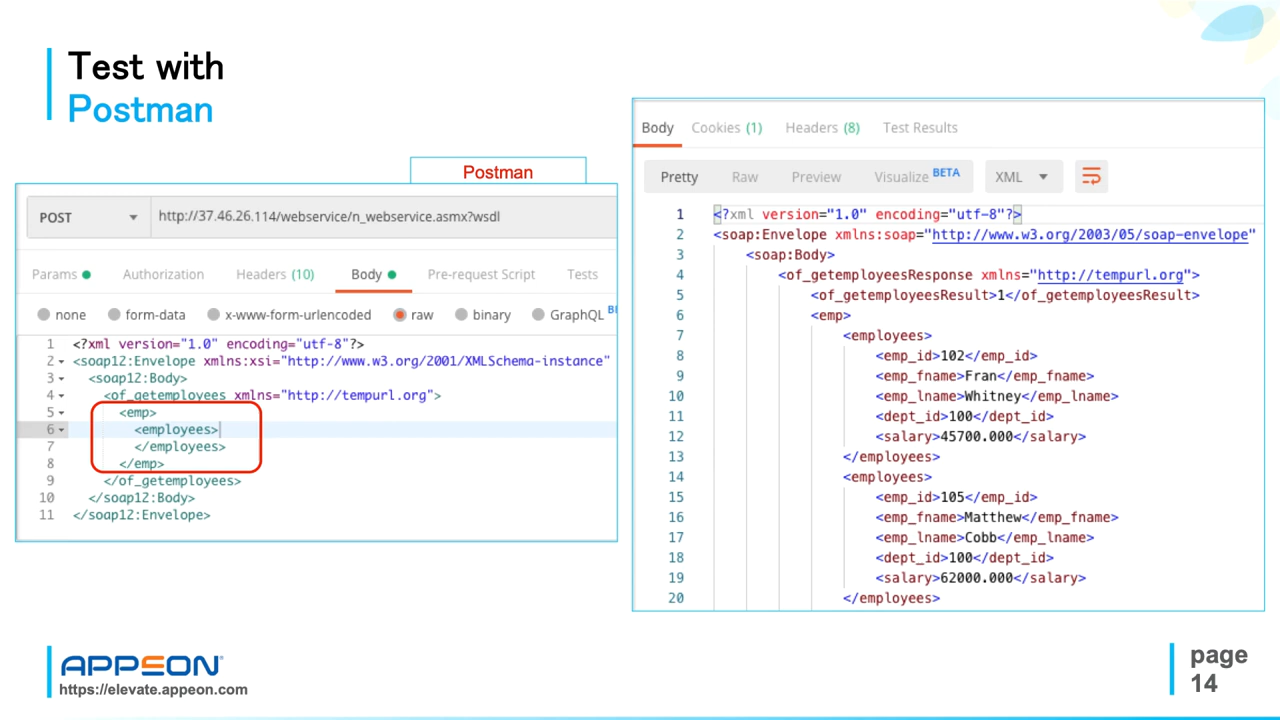 Test with
Postman
Postman
POST
http://37.46.26.114/webservice/n_webservice.asmx?wsdl
Params Authorization Headers (10) Body Pre-request Script Tests
none form-data x-www-form-urlencoded raw binary GraphQL
1 <?xml version="1.0" encoding="utf-8"?>
2 <soap12:Envelope xmlns:xsi="http://www.w3.org/2001/XMLSchema-instance"
3 <soap12:Body>
4 <of_getemployees xmlns="http://tempurl.org">
5 <emp>
6 <employees>
7 </employees>
8 </emp>
9 </of_getemployees>
10 </soap12:Body>
11 </soap12:Envelope>
Body Cookies (1) Headers (8) Test Results
Pretty Raw Preview Visualize BETA XML
1 <?xml version="1.0" encoding="utf-8"?>
2 <soap:Envelope xmlns:soap="http://www.w3.org/2003/05/soap-envelope"
3 <soap:Body>
4 <of_getemployeesResponse xmlns="http://tempurl.org">
5 <of_getemployeesResult>1</of_getemployeesResult>
6 <emp>
7 <employees>
8 <emp_id>102</emp_id>
9 <emp_fname>Fran</emp_fname>
10 <emp_lname>Whitney</emp_lname>
11 <dept_id>100</dept_id>
12 <salary>45700.000</salary>
13 </employees>
14 <employees>
15 <emp_id>105</emp_id>
16 <emp_fname>Matthew</emp_fname>
17 <emp_lname>Cobb</emp_lname>
18 <dept_id>100</dept_id>
19 <salary>62000.000</salary>
20 </employees>
APPEON
https://elevate.appeon.com
page
14